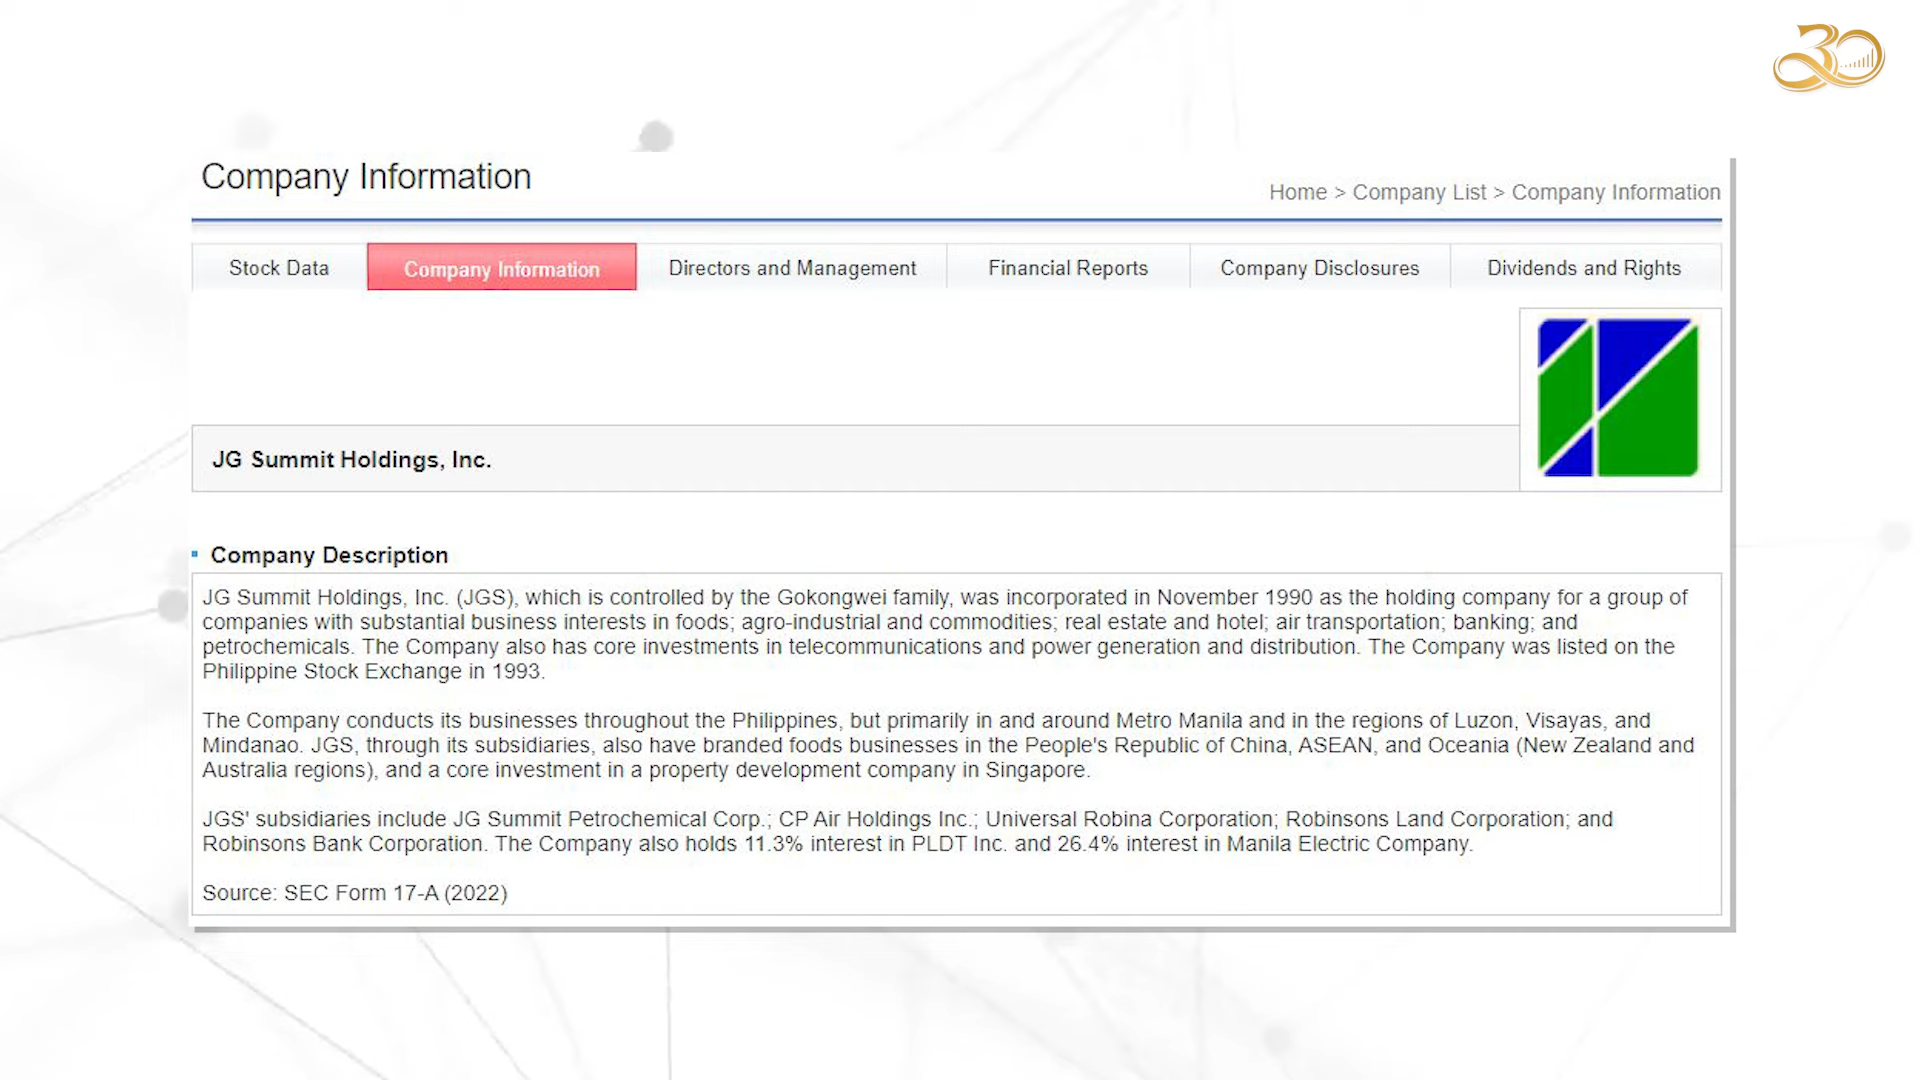 30
Company Information
Home > Company List > Company Information
Stock Data
Company Information
Directors and Management
Financial Reports
Company Disclosures
Dividends and Rights
JG Summit Holdings, Inc.
Company Description
JG Summit Holdings, Inc. (JGS), which is controlled by the Gokongwei family, was incorporated in November 1990 as the holding company for a group of
companies with substantial business interests in foods; agro-industrial and commodities; real estate and hotel; air transportation; banking; and
petrochemicals. The Company also has core investments in telecommunications and power generation and distribution. The Company was listed on the
Philippine Stock Exchange in 1993.
The Company conducts its businesses throughout the Philippines, but primarily in and around Metro Manila and in the regions of Luzon, Visayas, and
Mindanao. JGS, through its subsidiaries, also have branded foods businesses in the People's Republic of China, ASEAN, and Oceania (New Zealand and
Australia regions), and a core investment in a property development company in Singapore.
JGS' subsidiaries include JG Summit Petrochemical Corp.; CP Air Holdings Inc.; Universal Robina Corporation; Robinsons Land Corporation; and
Robinsons Bank Corporation. The Company also holds 11.3% interest in PLDT Inc. and 26.4% interest in Manila Electric Company.
Source: SEC Form 17-A (2022)